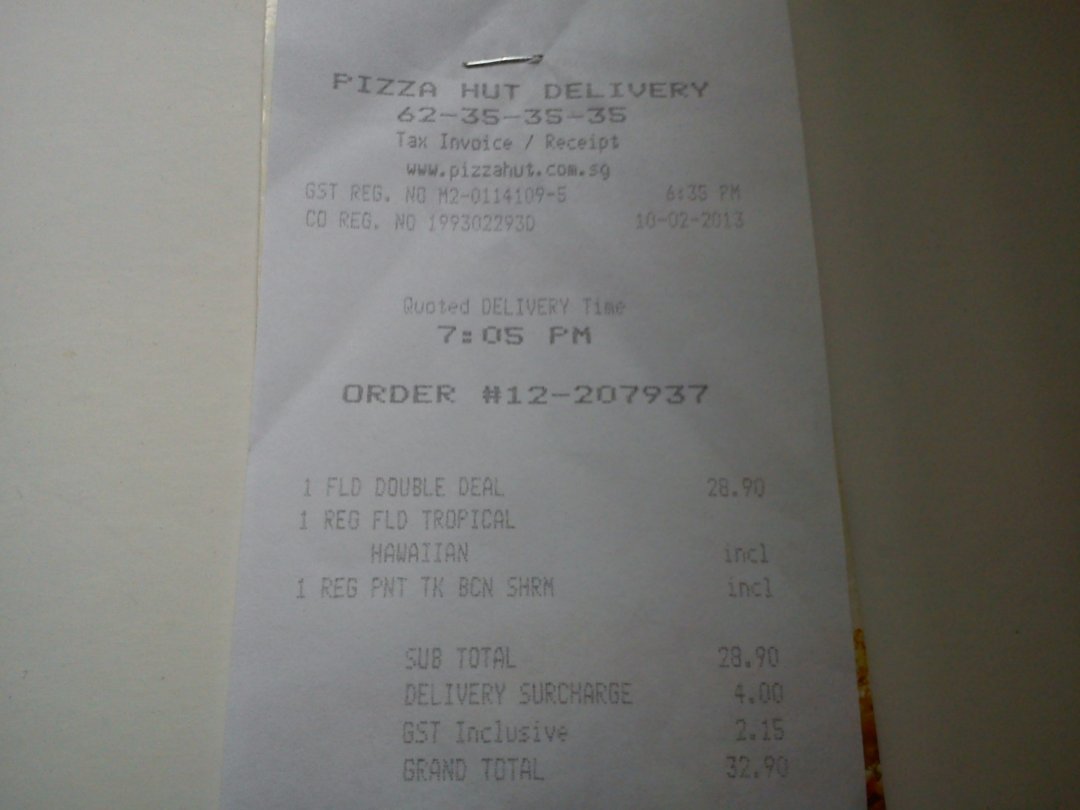 PIZZA HUT DELIVERY
62-35-35-35
Tax Invoice / Receipt
www.pizzahut.com.sg
GST REG. NO M2-0114109-5 6:35 PM
CO REG. NO 199302293D 10-02-2013
Quoted DELIVERY Time
7:05 PM
ORDER #12-207937
1 FLD DOUBLE DEAL 28.90
1 REG FLD TROPICAL
HAWAIIAN incl
1 REG PNT TK BCN SHRM incl
SUB TOTAL 28.90
DELIVERY SURCHARGE 4.00
GST Inclusive 2.15
GRAND TOTAL 32.90